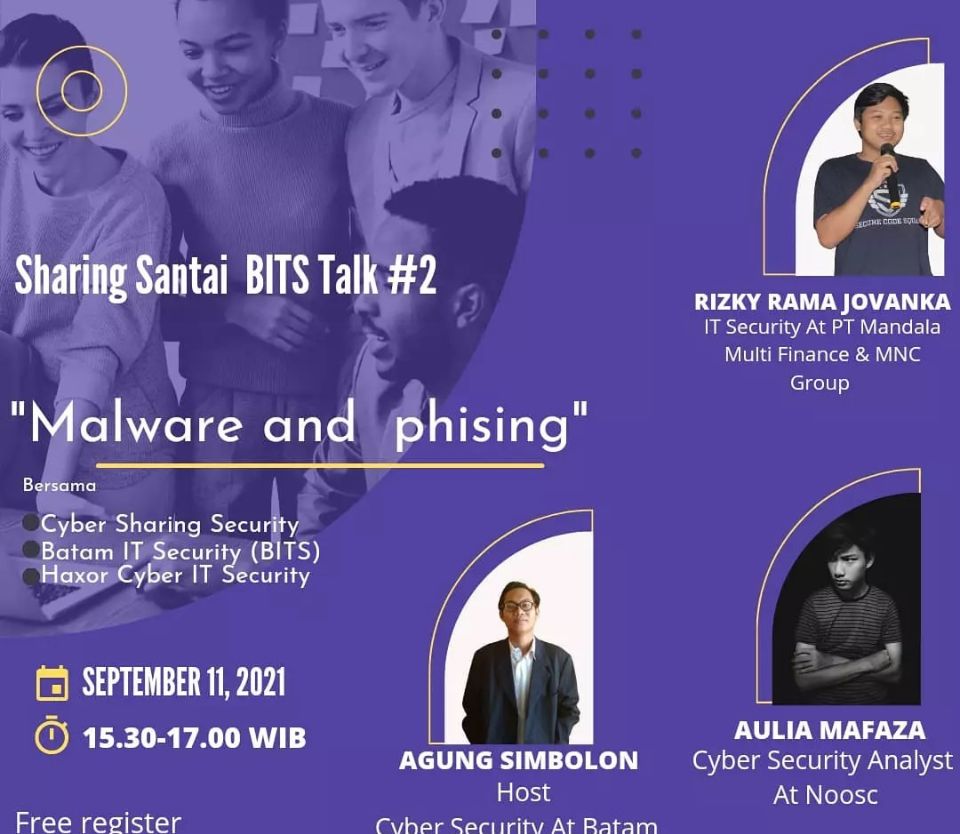 Sharing Santai BITS Talk #2
"Malware and phising"
Bersama
Cyber Sharing Security
Batam IT Security (BITS)
Haxor Cyber IT Security
SEPTEMBER 11, 2021
15.30-17.00 WIB
Free register
SECURE CODE
RIZKY RAMA JOVANKA
IT Security At PT Mandala
Multi Finance & MNC
Group
AGUNG SIMBOLON
Host
Cyber Security At Batam
AULIA MAFAZA
Cyber Security Analyst
At Noosc